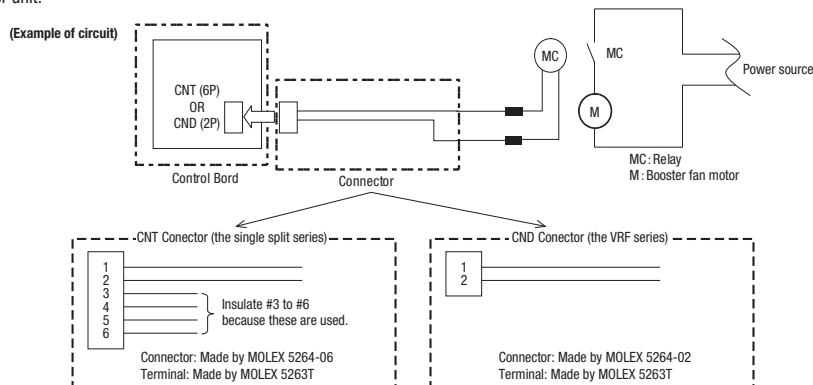 or unit.
(Example of circuit)
CNT (6P)
OR
CND (2P)
Control Bord
Connector
MC
MC
M
Power source
MC : Relay
M : Booster fan motor
CNT Conector (the single split series)
1
2
3
4
5
6
Insulate #3 to #6
because these are used.
Connector: Made by MOLEX 5264-06
Terminal: Made by MOLEX 5263T
CND Conector (the VRF series)
1
2
Connector: Made by MOLEX 5264-02
Terminal: Made by MOLEX 5263T